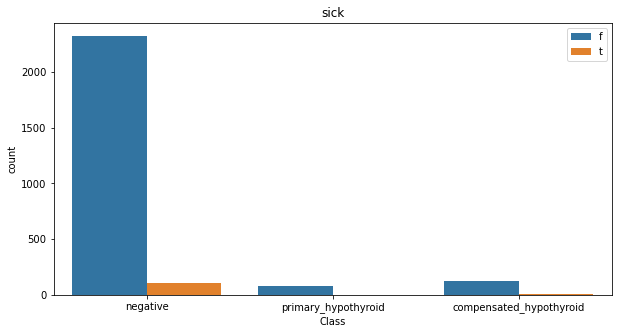 sick
f
t
2000
1500
1000
500
0
count
negative
primary_hypothyroid
compensated_hypothyroid
Class